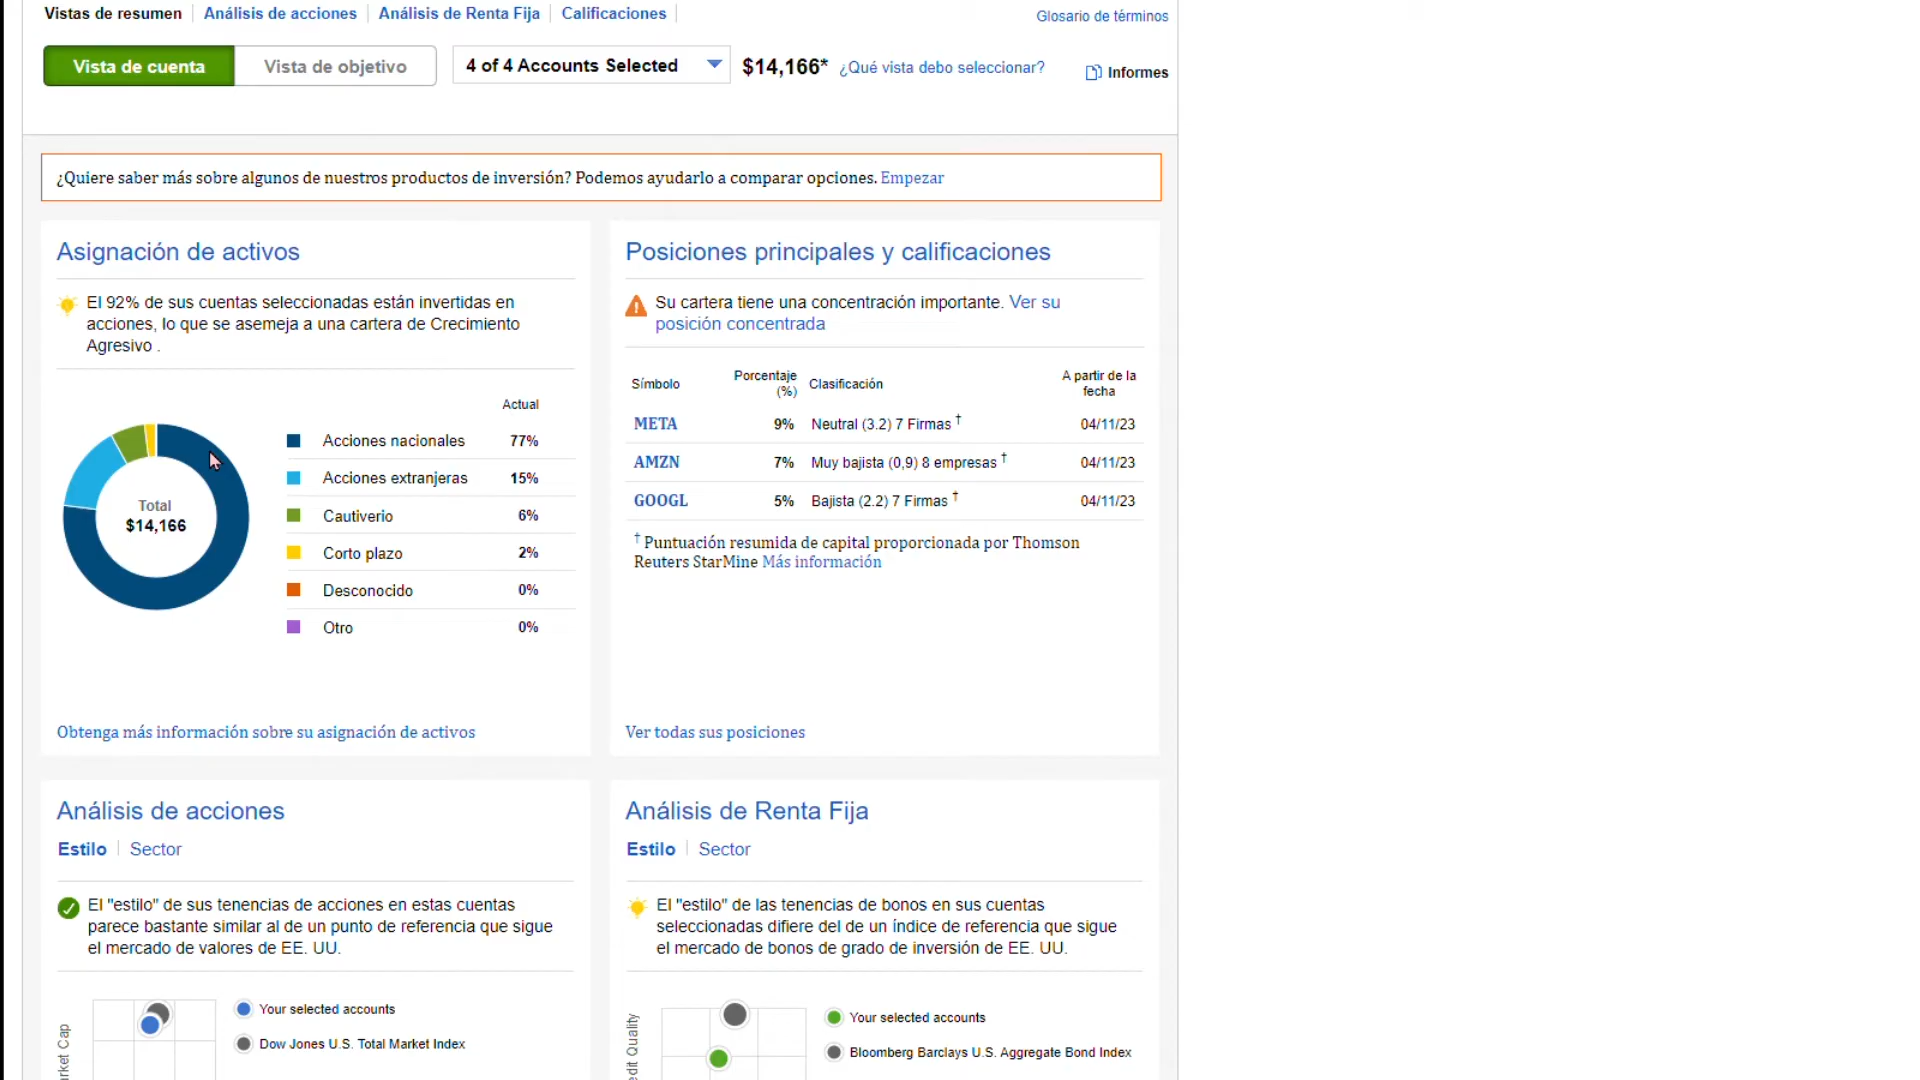 Vistas de resumen | Análisis de acciones | Análisis de Renta Fija | Calificaciones |
Glosario de términos
Vista de cuenta
Vista de objetivo
4 of 4 Accounts Selected
$14,166*
¿Qué vista debo seleccionar?
Informes
¿Quiere saber más sobre algunos de nuestros productos de inversión? Podemos ayudarlo a comparar opciones. Empezar
Asignación de activos
El 92% de sus cuentas seleccionadas están invertidas en
acciones, lo que se asemeja a una cartera de Crecimiento
Agresivo .
Actual
Total
$14,166
Acciones nacionales 77%
Acciones extranjeras 15%
Cautiverio 6%
Corto plazo 2%
Desconocido 0%
Otro 0%
Obtenga más información sobre su asignación de activos
Posiciones principales y calificaciones
Su cartera tiene una concentración importante. Ver su
posición concentrada
Símbolo
Porcentaje
(%)
Clasificación
A partir de la
fecha
META 9% Neutral (3.2) 7 Firmas † 04/11/23
AMZN 7% Muy bajista (0,9) 8 empresas † 04/11/23
GOOGL 5% Bajista (2.2) 7 Firmas † 04/11/23
† Puntuación resumida de capital proporcionada por Thomson
Reuters StarMine Más información
Ver todas sus posiciones
Análisis de acciones
Estilo | Sector
El "estilo" de sus tenencias de acciones en estas cuentas
parece bastante similar al de un punto de referencia que sigue
el mercado de valores de EE. UU.
Your selected accounts
Dow Jones U.S. Total Market Index
rket Cap
Análisis de Renta Fija
Estilo | Sector
El "estilo" de las tenencias de bonos en sus cuentas
seleccionadas difiere del de un índice de referencia que sigue
el mercado de bonos de grado de inversión de EE. UU.
Your selected accounts
Bloomberg Barclays U.S. Aggregate Bond Index
edit Quality